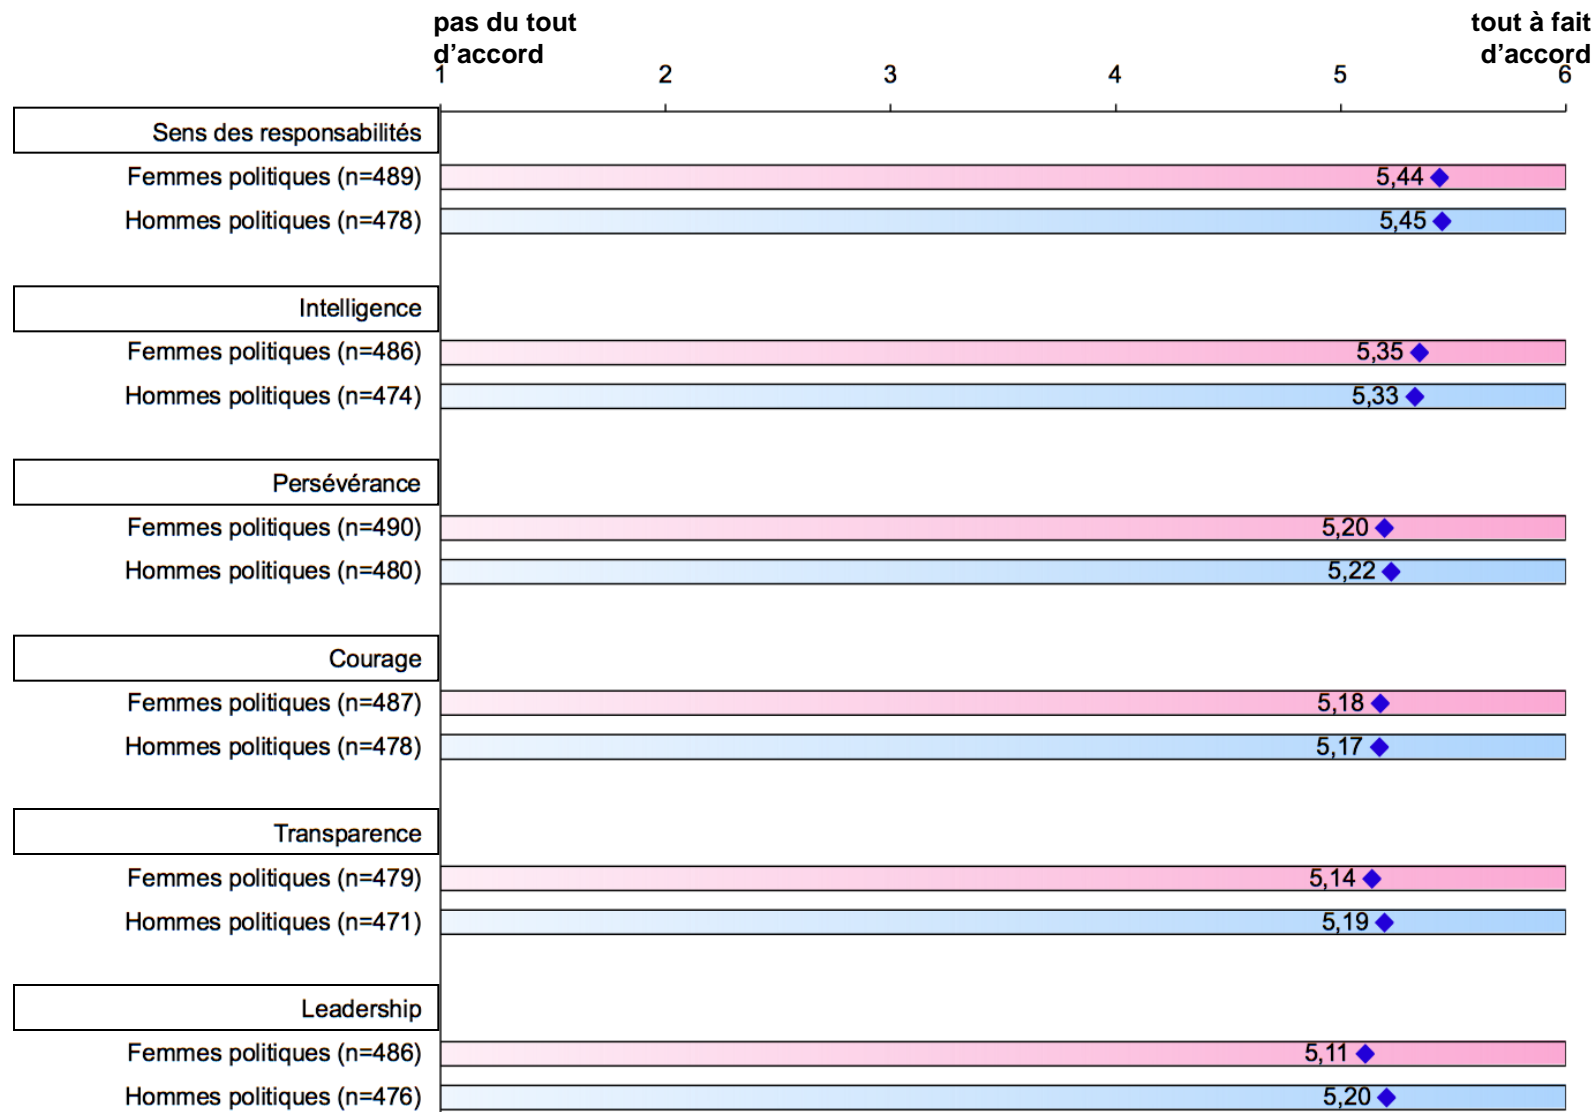 pas du tout
d’accord
tout à fait
d’accord
1 2 3 4 5 6
Sens des responsabilités
Femmes politiques (n=489) 5,44
Hommes politiques (n=478) 5,45
Intelligence
Femmes politiques (n=486) 5,35
Hommes politiques (n=474) 5,33
Persévérance
Femmes politiques (n=490) 5,20
Hommes politiques (n=480) 5,22
Courage
Femmes politiques (n=487) 5,18
Hommes politiques (n=478) 5,17
Transparence
Femmes politiques (n=479) 5,14
Hommes politiques (n=471) 5,19
Leadership
Femmes politiques (n=486) 5,11
Hommes politiques (n=476) 5,20